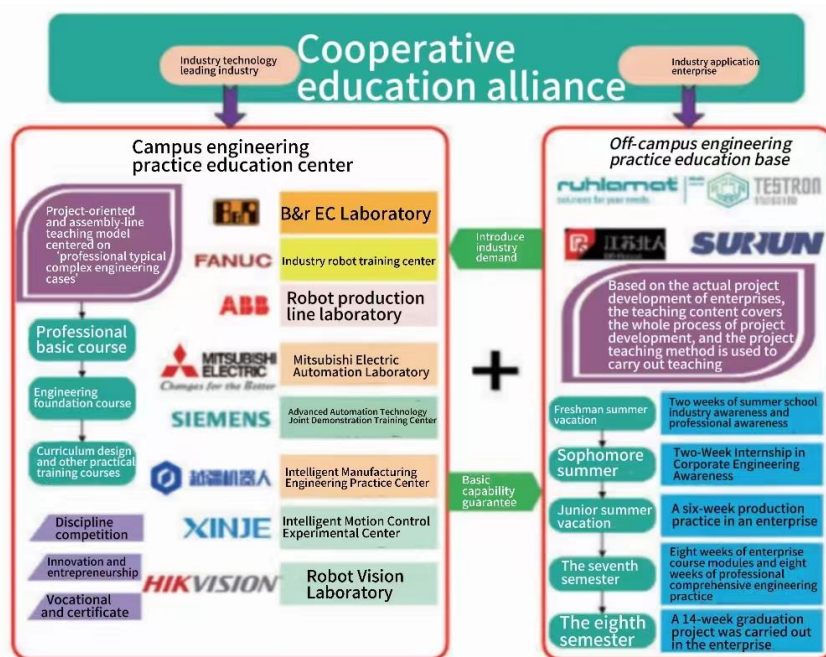 Cooperative
education alliance
Industry technology
leading industry
Industry application
enterprise
Campus engineering
practice education center
Project-oriented
and assembly-line
teaching model
centered on
'professional typical
complex engineering
cases'
Professional
basic course
Engineering
foundation course
Curriculum design
and other practical
training courses
Discipline
competition
Innovation and
entrepreneurship
Vocational
and certificate
B&R
B&r EC Laboratory
FANUC
Industry robot training center
ABB
Robot production
line laboratory
MITSUBISHI
ELECTRIC
Changes for the Better
Mitsubishi Electric
Automation Laboratory
SIEMENS
Advanced Automation Technology
Joint Demonstration Training Center
越疆机器人
Intelligent Manufacturing
Engineering Practice Center
XINJE
Intelligent Motion Control
Experimental Center
HIKVISION
Robot Vision
Laboratory
Introduce
industry
demand
+
Basic
capability
guarantee
Off-campus engineering
practice education base
ruhlamat
solutions for your needs.
TESTRON
江苏北人
Based on the actual project
development of enterprises,
the teaching content covers
the whole process of project
development, and the project
teaching method is used to
carry out teaching
Freshman summer
vacation
Two weeks of summer school
industry awareness and
professional awareness
Sophomore
summer
Two-Week Internship in
Corporate Engineering
Awareness
Junior summer
vacation
A six-week production
practice in an enterprise
The seventh
semester
Eight weeks of enterprise
course modules and eight
weeks of professional
comprehensive engineering
practice
The eighth
semester
A 14-week graduation
project was carried out
in the enterprise